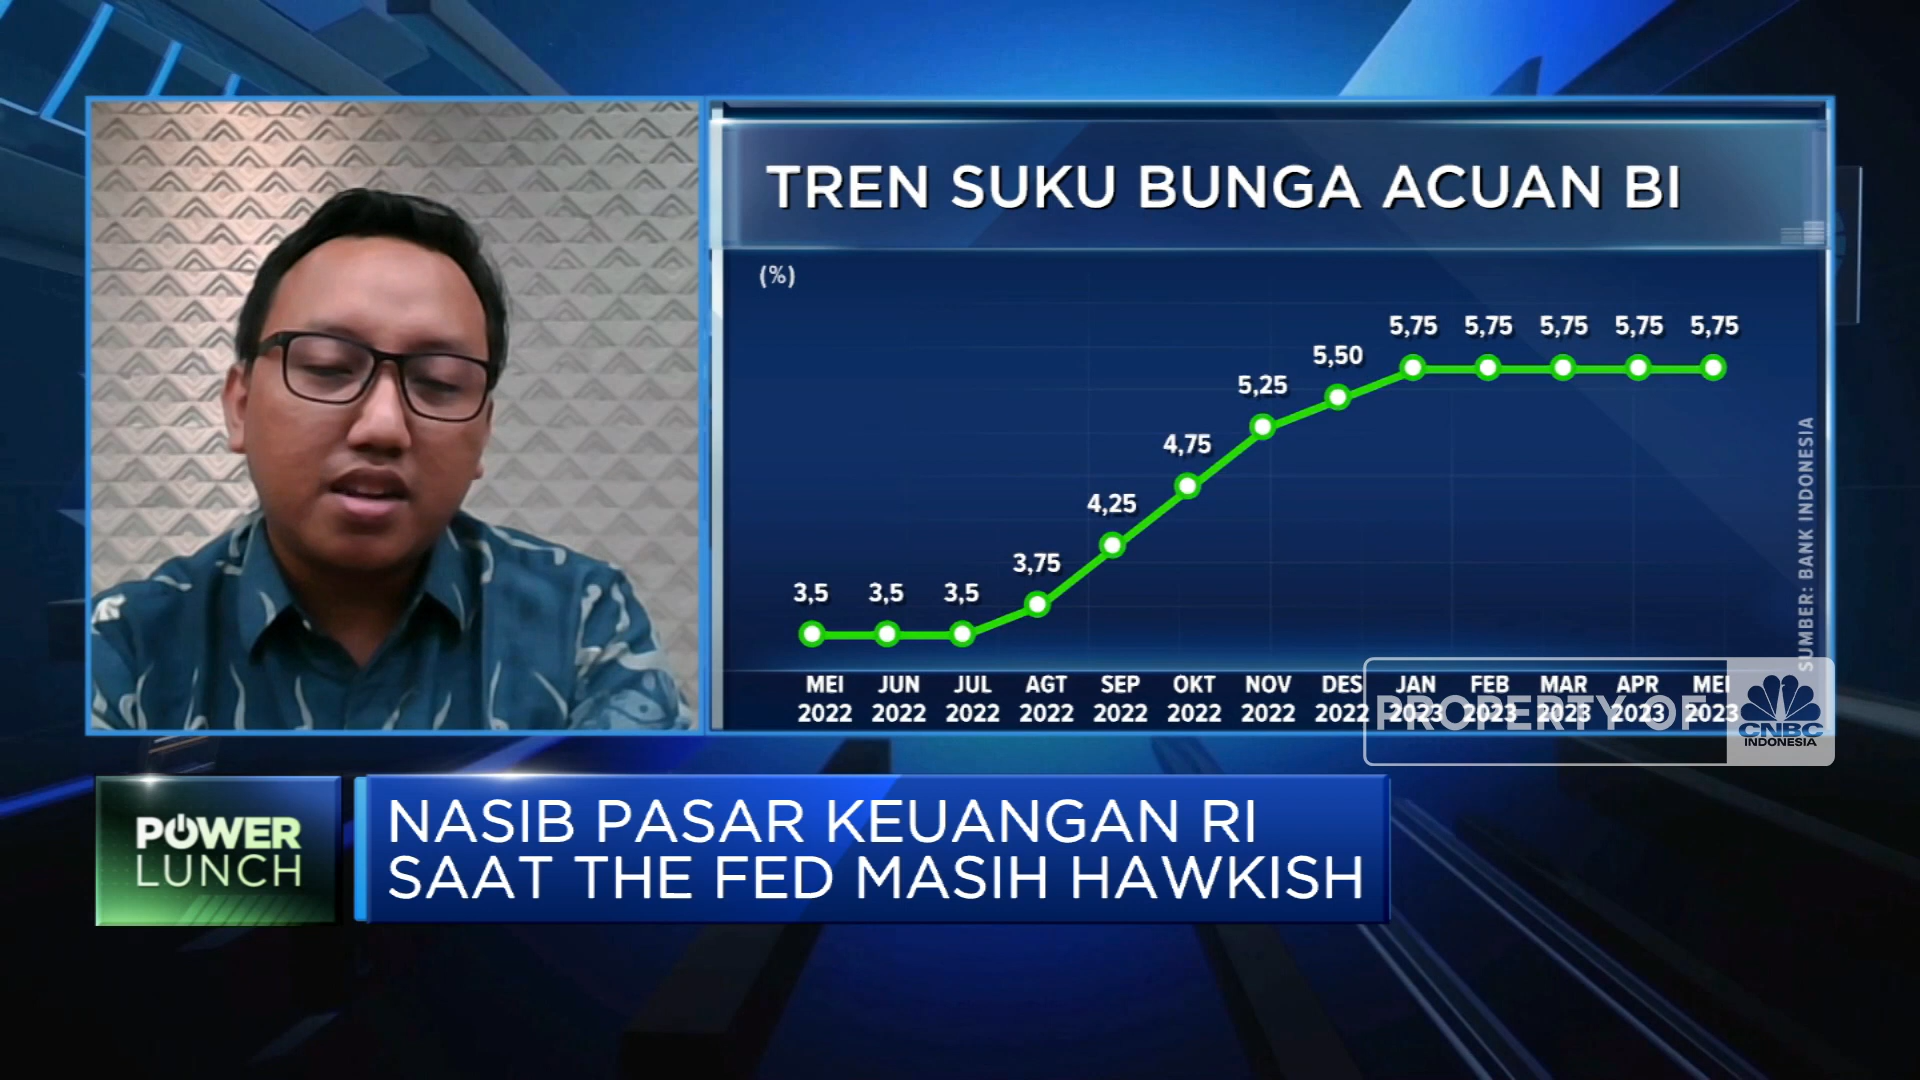 TREN SUKU BUNGA ACUAN BI
(%)
3,5 3,5 3,5 3,75 4,25 4,75 5,25 5,50 5,75 5,75 5,75 5,75 5,75
MEI JUN JUL AGT SEP OKT NOV DES JAN FEB MAR APR MEI
2022 2022 2022 2022 2022 2022 2022 2022 2023 2023 2023 2023 2023
SUMBER: BANK INDONESIA
PROPERTY OF
CNBC
INDONESIA
POWER
LUNCH
NASIB PASAR KEUANGAN RI
SAAT THE FED MASIH HAWKISH